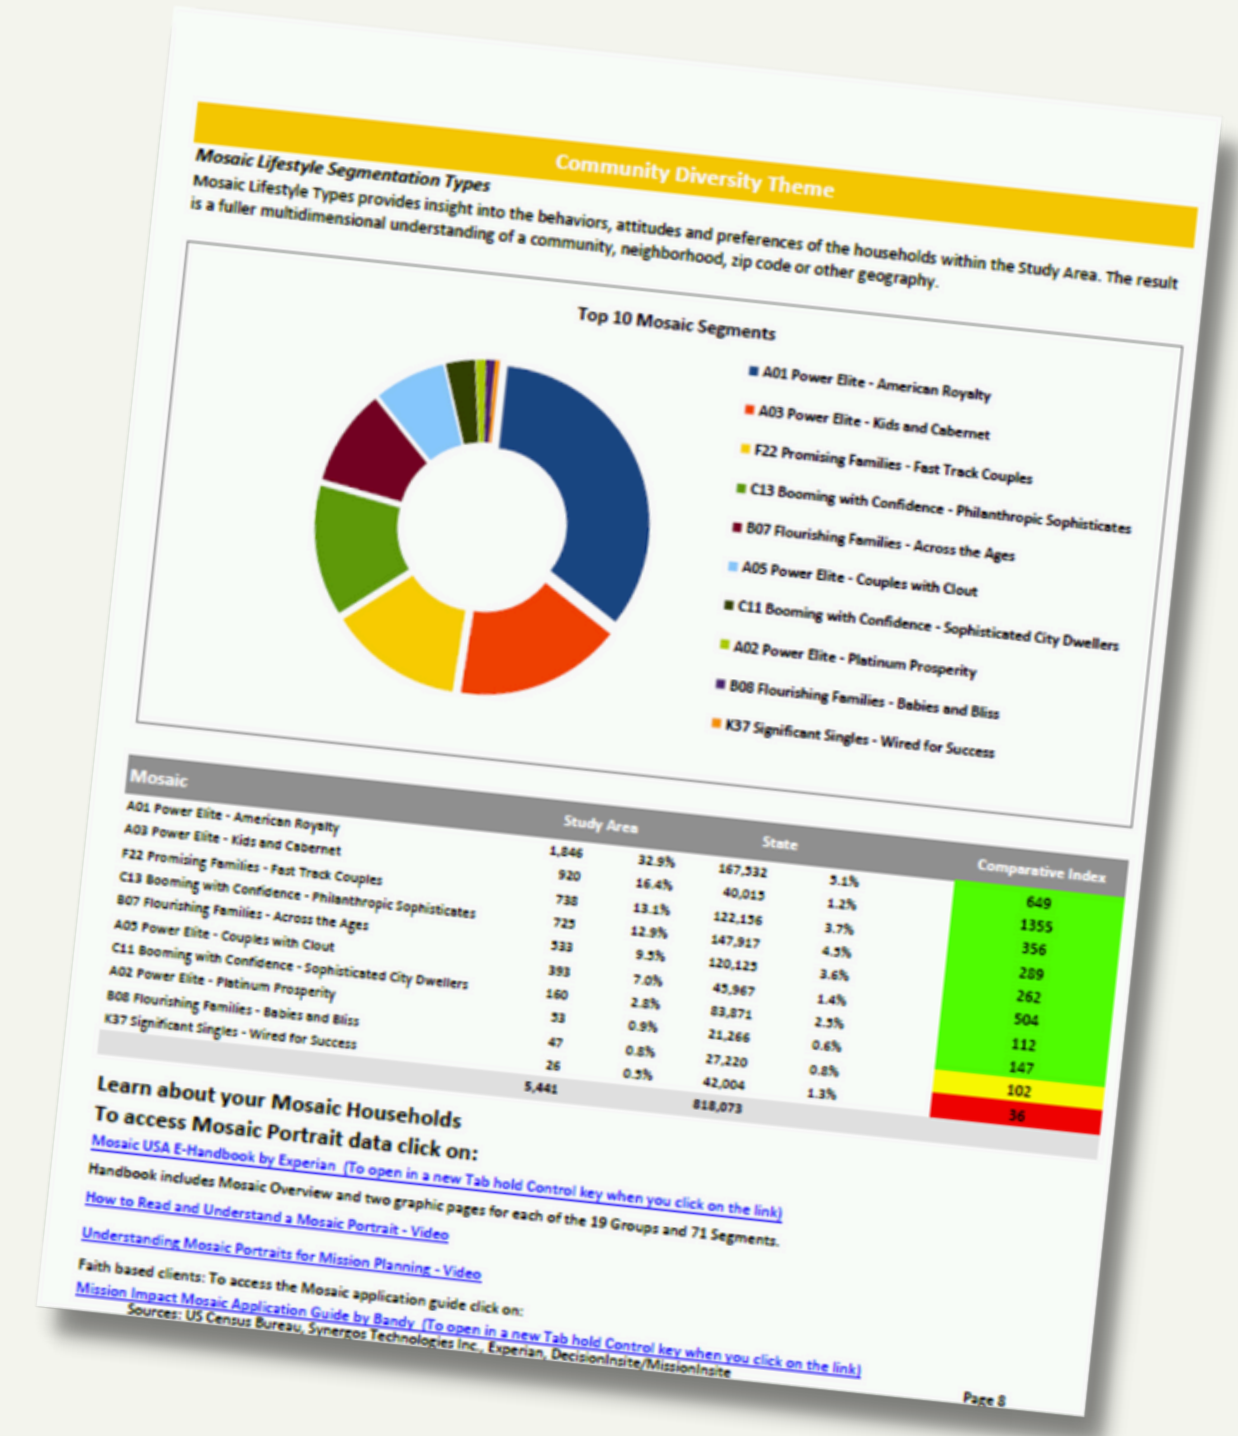 Community Diversity Theme
Mosaic Lifestyle Segmentation Types
Mosaic Lifestyle Types provides insight into the behaviors, attitudes and preferences of the households within the Study Area. The result
is a fuller multidimensional understanding of a community, neighborhood, zip code or other geography.
Top 10 Mosaic Segments
A01 Power Elite - American Royalty
A03 Power Elite - Kids and Cabernet
F22 Promising Families - Fast Track Couples
C13 Booming with Confidence - Philanthropic Sophisticates
B07 Flourishing Families - Across the Ages
A05 Power Elite - Couples with Clout
C11 Booming with Confidence - Sophisticated City Dwellers
A02 Power Elite - Platinum Prosperity
B08 Flourishing Families - Babies and Bliss
K37 Significant Singles - Wired for Success
Mosaic Study Area State Comparative Index
A01 Power Elite - American Royalty 1,846 32.9% 167,532 5.1% 649
A03 Power Elite - Kids and Cabernet 920 16.4% 40,015 1.2% 1355
F22 Promising Families - Fast Track Couples 738 13.1% 122,156 3.7% 356
C13 Booming with Confidence - Philanthropic Sophisticates 725 12.9% 147,917 4.5% 289
B07 Flourishing Families - Across the Ages 533 9.5% 120,125 3.6% 262
A05 Power Elite - Couples with Clout 393 7.0% 45,967 1.4% 504
C11 Booming with Confidence - Sophisticated City Dwellers 160 2.8% 83,871 2.5% 112
A02 Power Elite - Platinum Prosperity 53 0.9% 21,266 0.6% 147
B08 Flourishing Families - Babies and Bliss 47 0.8% 27,220 0.8% 102
K37 Significant Singles - Wired for Success 26 0.5% 42,004 1.3% 36
5,441 818,073
Learn about your Mosaic Households
To access Mosaic Portrait data click on:
Mosaic USA E-Handbook by Experian (To open in a new Tab hold Control key when you click on the link)
Handbook includes Mosaic Overview and two graphic pages for each of the 19 Groups and 71 Segments.
How to Read and Understand a Mosaic Portrait - Video
Understanding Mosaic Portraits for Mission Planning - Video
Faith based clients: To access the Mosaic application guide click on:
Mission Impact Mosaic Application Guide by Bandy (To open in a new Tab hold Control key when you click on the link)
Sources: US Census Bureau, Synergos Technologies Inc., Experian, DecisionInsite/MissionInsite
Page 8